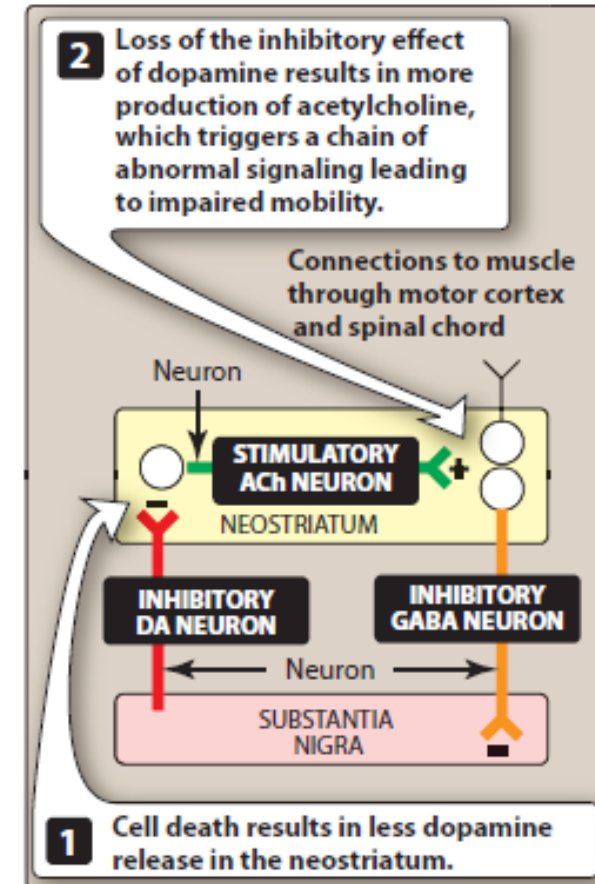 2 Loss of the inhibitory effect
of dopamine results in more
production of acetylcholine,
which triggers a chain of
abnormal signaling leading
to impaired mobility.
Connections to muscle
through motor cortex
and spinal chord
Neuron
STIMULATORY
ACh NEURON
+
-
NEOSTRIATUM
INHIBITORY
DA NEURON
INHIBITORY
GABA NEURON
Neuron
SUBSTANTIA
NIGRA
-
1 Cell death results in less dopamine
release in the neostriatum.